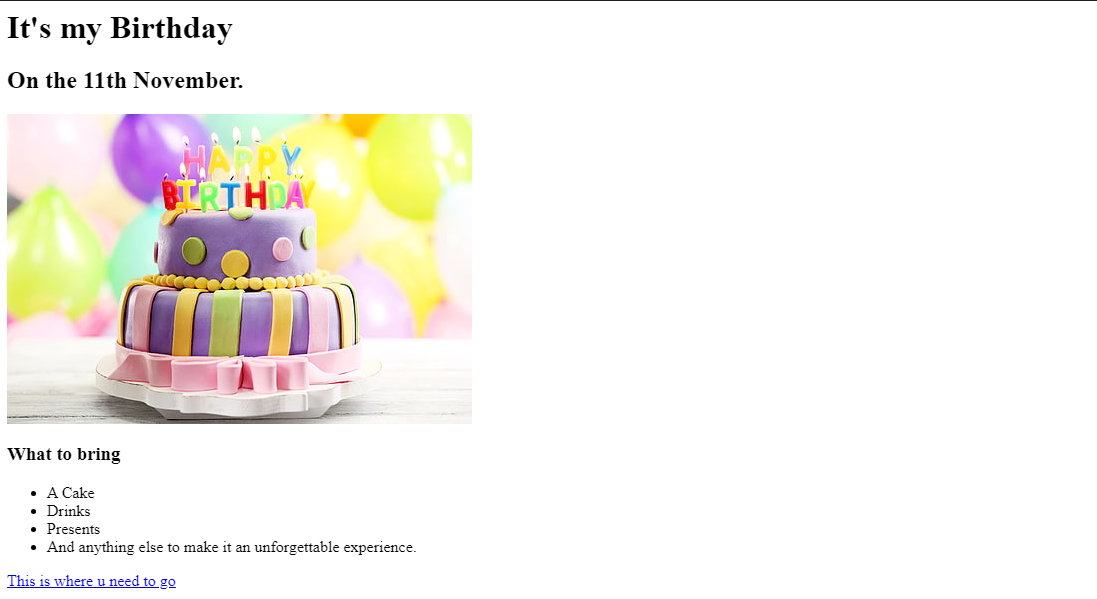 It's my Birthday
On the 11th November.
HAPPY
BIRTHDAY
What to bring
A Cake
Drinks
Presents
And anything else to make it an unforgettable experience.
This is where u need to go